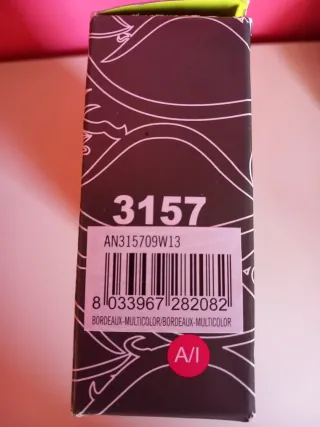 3157
AN315709W13
8 033967 282082
BORDEAUX-MULTICOLOR/BORDEAUX-MULTICOLOR
A/I